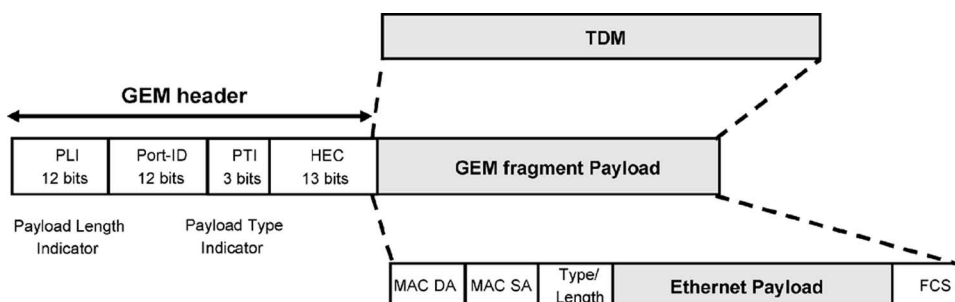 TDM
GEM header
PLI
12 bits
Port-ID
12 bits
PTI
3 bits
HEC
13 bits
GEM fragment Payload
Payload Length
Indicator
Payload Type
Indicator
MAC DA
MAC SA
Type/
Length
Ethernet Payload
FCS